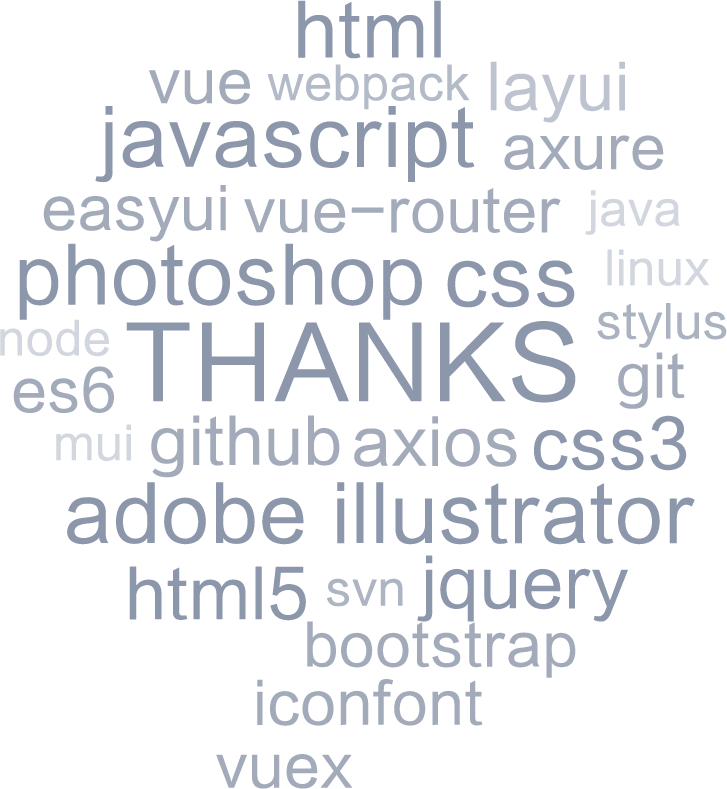 html
vue webpack layui
javascript axure
easyui vue-router java
photoshop css linux
node THANKS stylus
es6 git
mui github axios css3
adobe illustrator
html5 svn jquery
bootstrap
iconfont
vuex